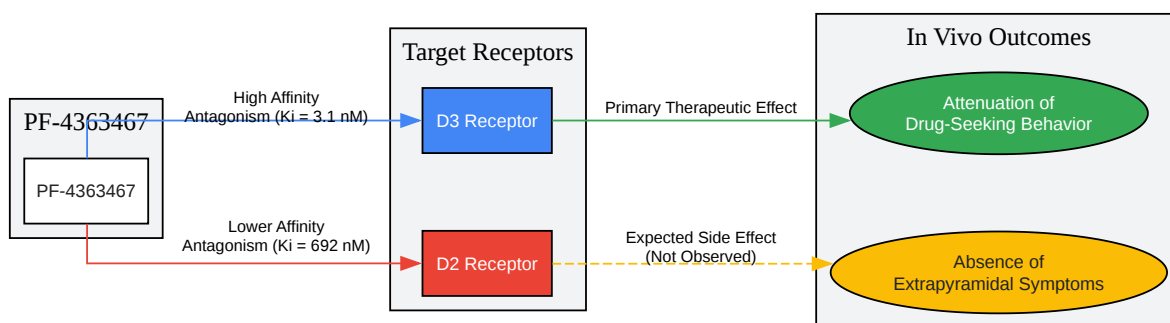 PF-4363467
PF-4363467
High Affinity
Antagonism (Ki = 3.1 nM)
Lower Affinity
Antagonism (Ki = 692 nM)
Target Receptors
D3 Receptor
D2 Receptor
Primary Therapeutic Effect
Expected Side Effect
(Not Observed)
In Vivo Outcomes
Attenuation of
Drug-Seeking Behavior
Absence of
Extrapyramidal Symptoms